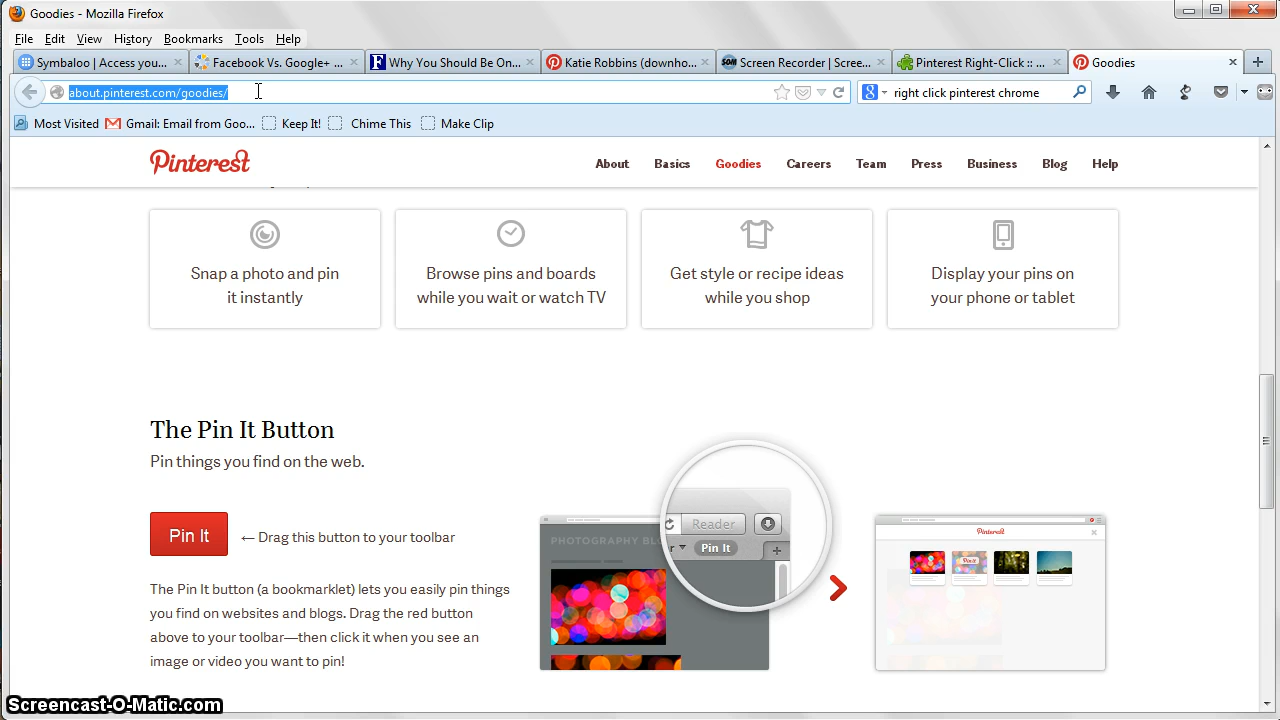 Goodies - Mozilla Firefox
File Edit View History Bookmarks Tools Help
Symbaloo | Access you... Facebook Vs. Google+ ... Why You Should Be On... Katie Robbins (downho... Screen Recorder | Scree... Pinterest Right-Click :: ... Goodies
about.pinterest.com/goodies/ right click pinterest chrome
Most Visited Gmail: Email from Goo... Keep It! Chime This Make Clip
Pinterest About Basics Goodies Careers Team Press Business Blog Help
Snap a photo and pin
it instantly
Browse pins and boards
while you wait or watch TV
Get style or recipe ideas
while you shop
Display your pins on
your phone or tablet
The Pin It Button
Pin things you find on the web.
Pin It ← Drag this button to your toolbar
The Pin It button (a bookmarklet) lets you easily pin things
you find on websites and blogs. Drag the red button
above to your toolbar—then click it when you see an
image or video you want to pin!
Reader
Pin It
PHOTOGRAPHY BLO
Pinterest
Pin It
Screencast-O-Matic.com